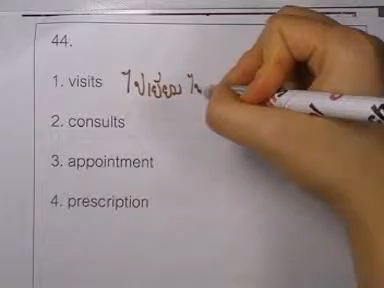 44.
1. visits ไปเยี่ยม
2. consults
3. appointment
4. prescription